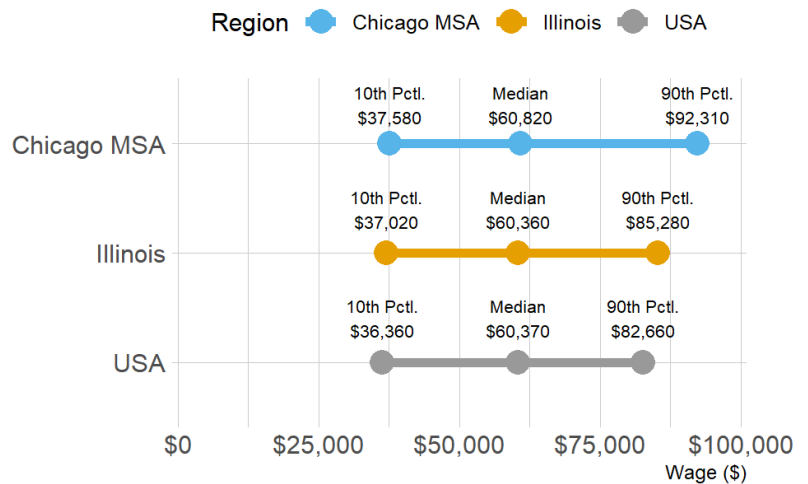 Region Chicago MSA Illinois USA
10th Pctl. Median 90th Pctl.
$37,580 $60,820 $92,310
Chicago MSA
10th Pctl. Median 90th Pctl.
$37,020 $60,360 $85,280
Illinois
10th Pctl. Median 90th Pctl.
$36,360 $60,370 $82,660
USA
$0 $25,000 $50,000 $75,000 $100,000
Wage ($)